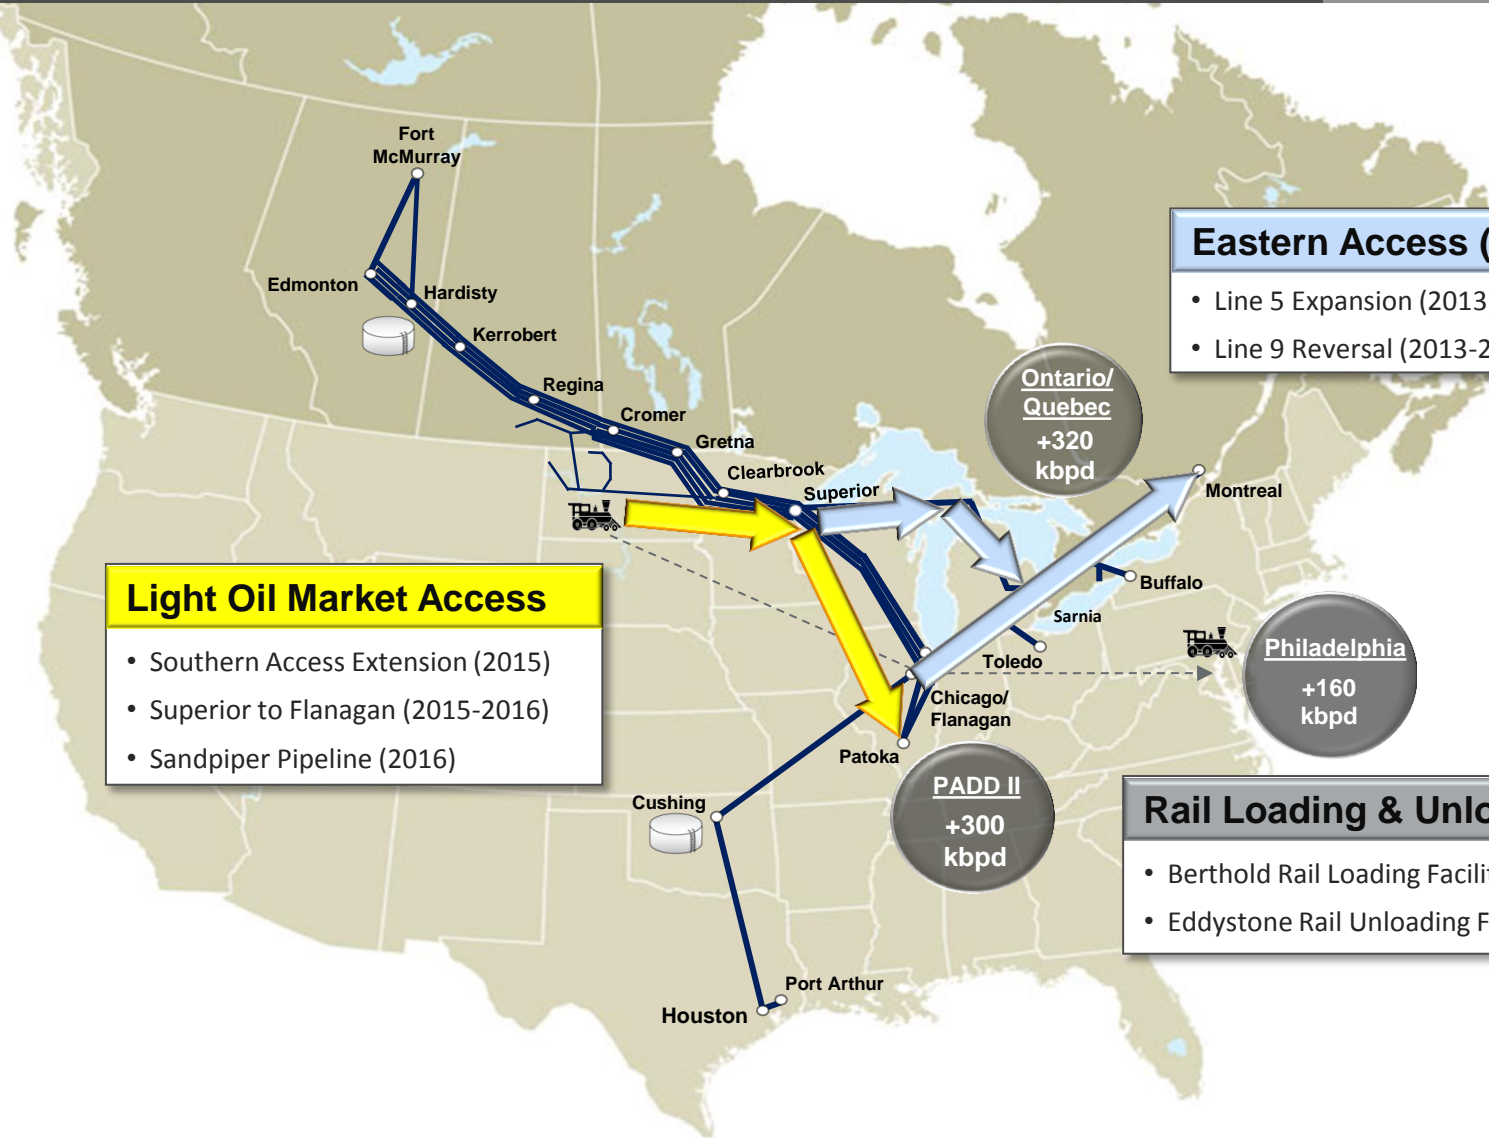 Fort
McMurray
Edmonton
Hardisty
Kerrobert
Regina
Cromer
Gretna
Clearbrook
Superior
Eastern Access (
• Line 5 Expansion (2013
• Line 9 Reversal (2013-2
Ontario/
Quebec
+320
kbpd
Montreal
Buffalo
Sarnia
Toledo
Chicago/
Flanagan
Patoka
Light Oil Market Access
• Southern Access Extension (2015)
• Superior to Flanagan (2015-2016)
• Sandpiper Pipeline (2016)
Philadelphia
+160
kbpd
PADD II
+300
kbpd
Cushing
Rail Loading & Unlo
• Berthold Rail Loading Facilit
• Eddystone Rail Unloading F
Port Arthur
Houston